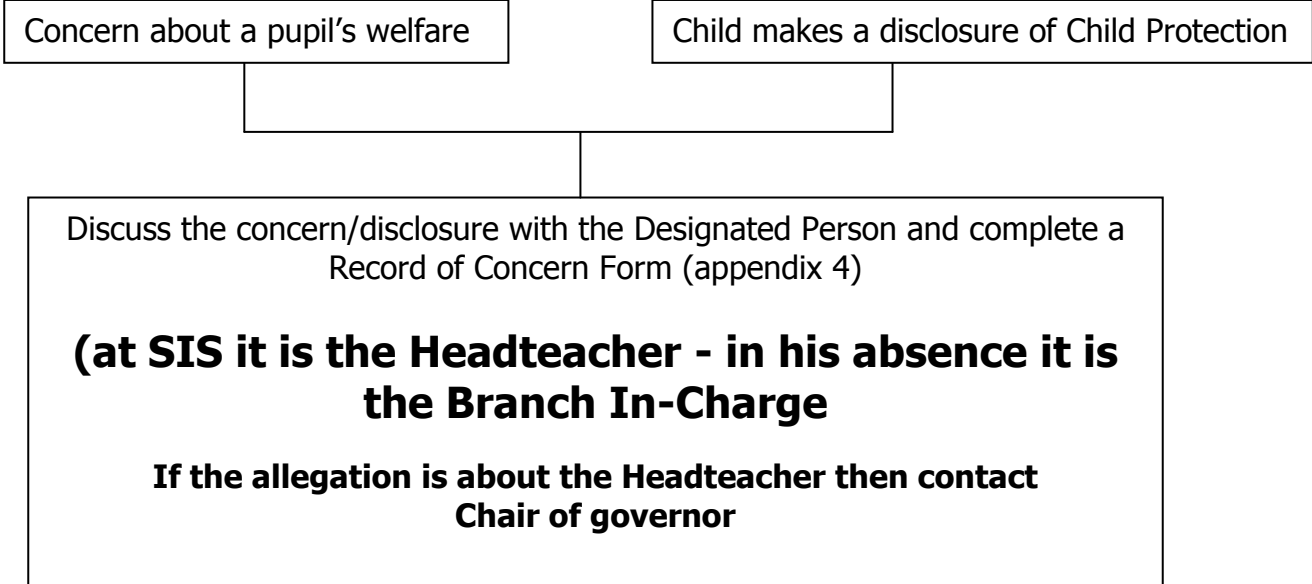 Concern about a pupil's welfare
Child makes a disclosure of Child Protection
Discuss the concern/disclosure with the Designated Person and complete a
Record of Concern Form (appendix 4)
(at SIS it is the Headteacher - in his absence it is
the Branch In-Charge
If the allegation is about the Headteacher then contact
Chair of governor